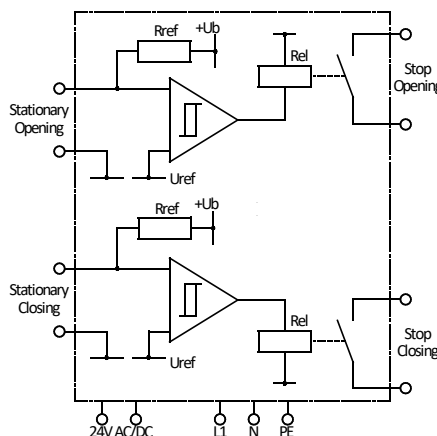 Rref +Ub
Rel
Stop
Opening
Stationary
Opening
Uref
Rref +Ub
Stationary
Closing
Rel
Stop
Closing
Uref
24V AC/DC L1 N PE